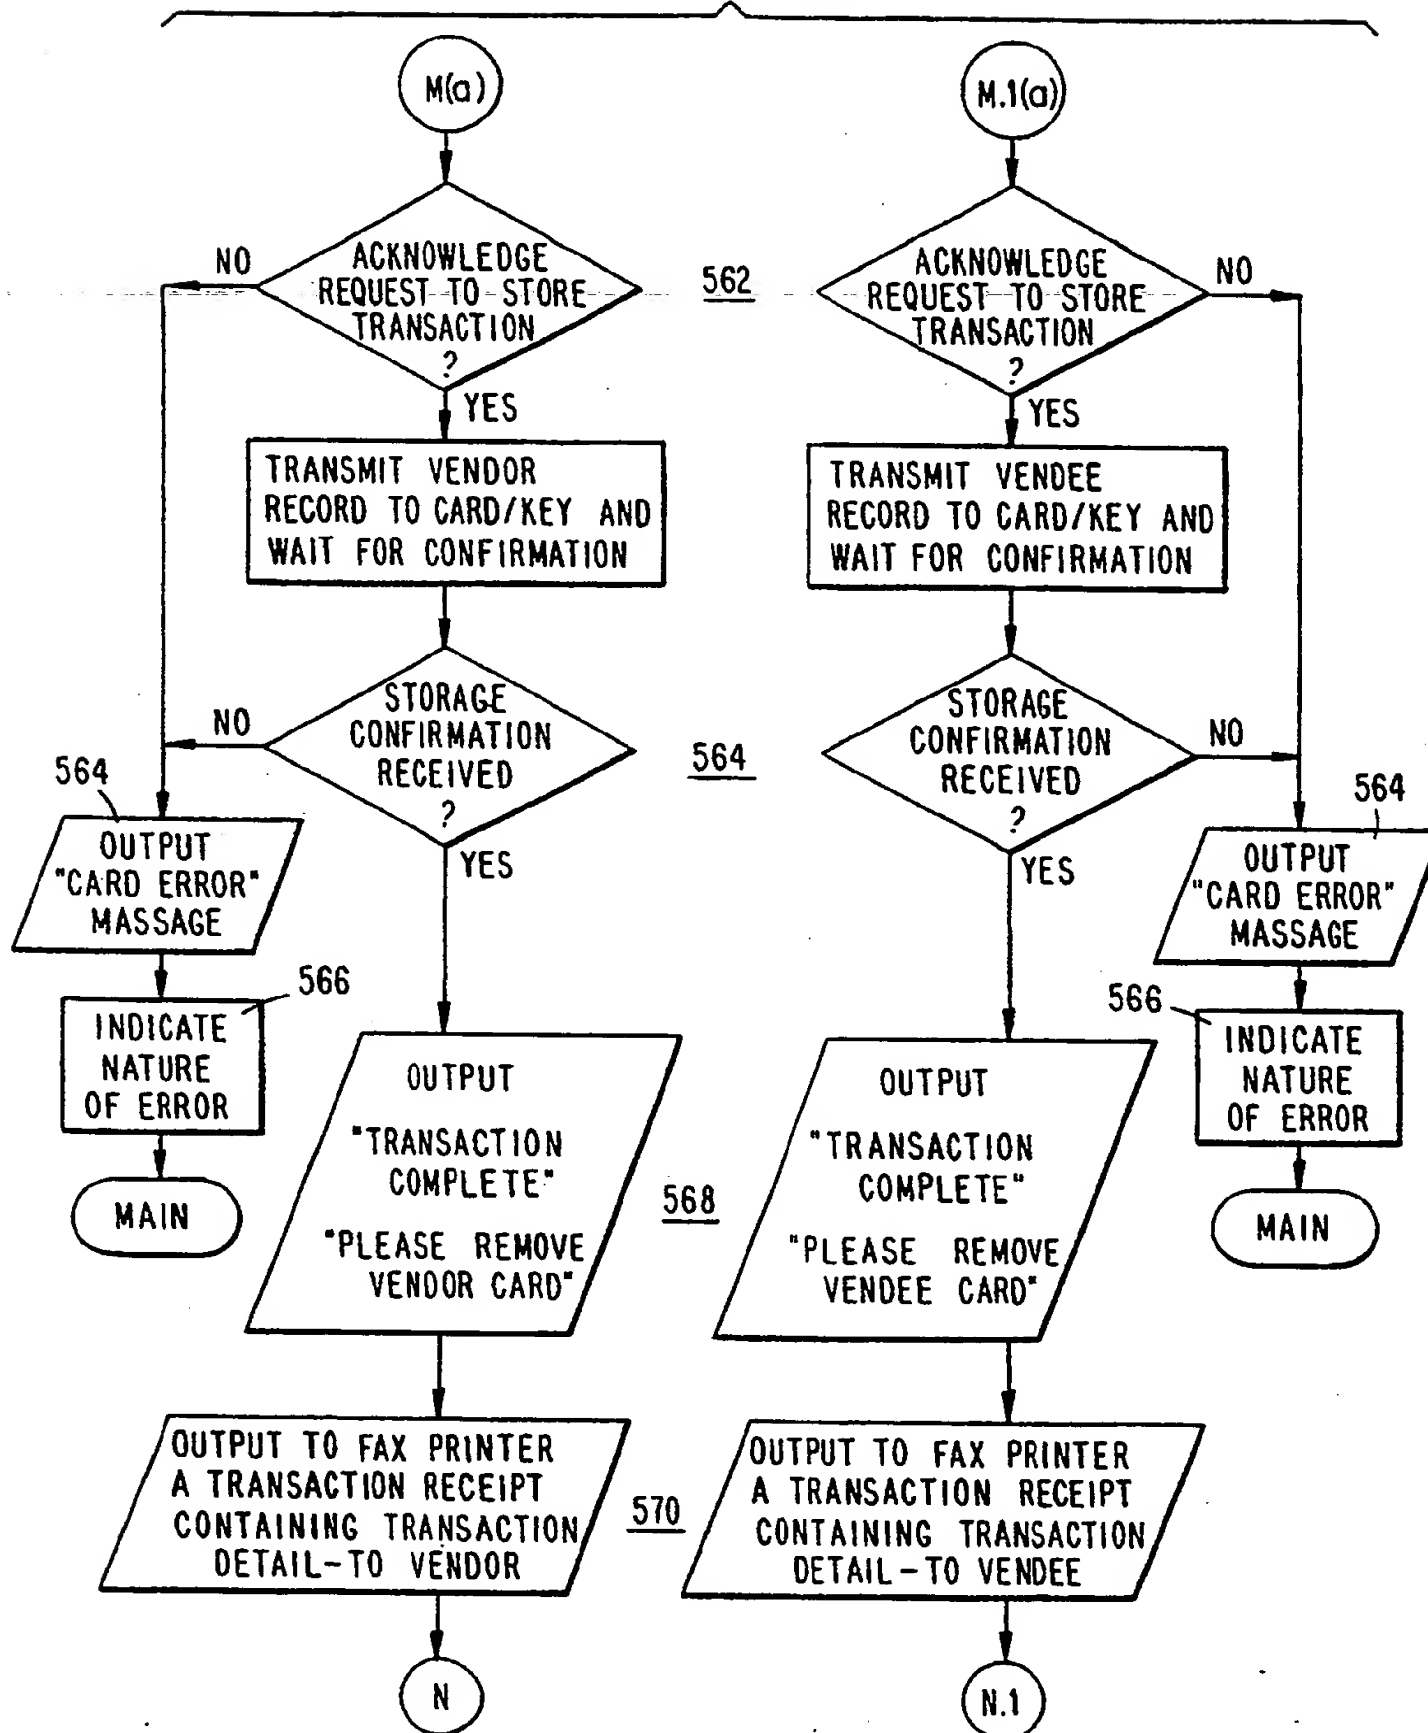 M(a)
NO
ACKNOWLEDGE
REQUEST TO STORE
TRANSACTION
?
YES
TRANSMIT VENDOR
RECORD TO CARD/KEY AND
WAIT FOR CONFIRMATION
NO
STORAGE
CONFIRMATION
RECEIVED
?
YES
564
OUTPUT
"CARD ERROR"
MASSAGE
566
INDICATE
NATURE
OF ERROR
MAIN
OUTPUT
"TRANSACTION
COMPLETE"
"PLEASE REMOVE
VENDOR CARD"
OUTPUT TO FAX PRINTER
A TRANSACTION RECEIPT
CONTAINING TRANSACTION
DETAIL-TO VENDOR
N
562
564
568
570
M.1(a)
ACKNOWLEDGE
REQUEST TO STORE
TRANSACTION
?
NO
YES
TRANSMIT VENDEE
RECORD TO CARD/KEY AND
WAIT FOR CONFIRMATION
STORAGE
CONFIRMATION
RECEIVED
?
NO
YES
564
OUTPUT
"CARD ERROR"
MASSAGE
566
INDICATE
NATURE
OF ERROR
MAIN
OUTPUT
"TRANSACTION
COMPLETE"
"PLEASE REMOVE
VENDEE CARD"
OUTPUT TO FAX PRINTER
A TRANSACTION RECEIPT
CONTAINING TRANSACTION
DETAIL-TO VENDEE
N.1